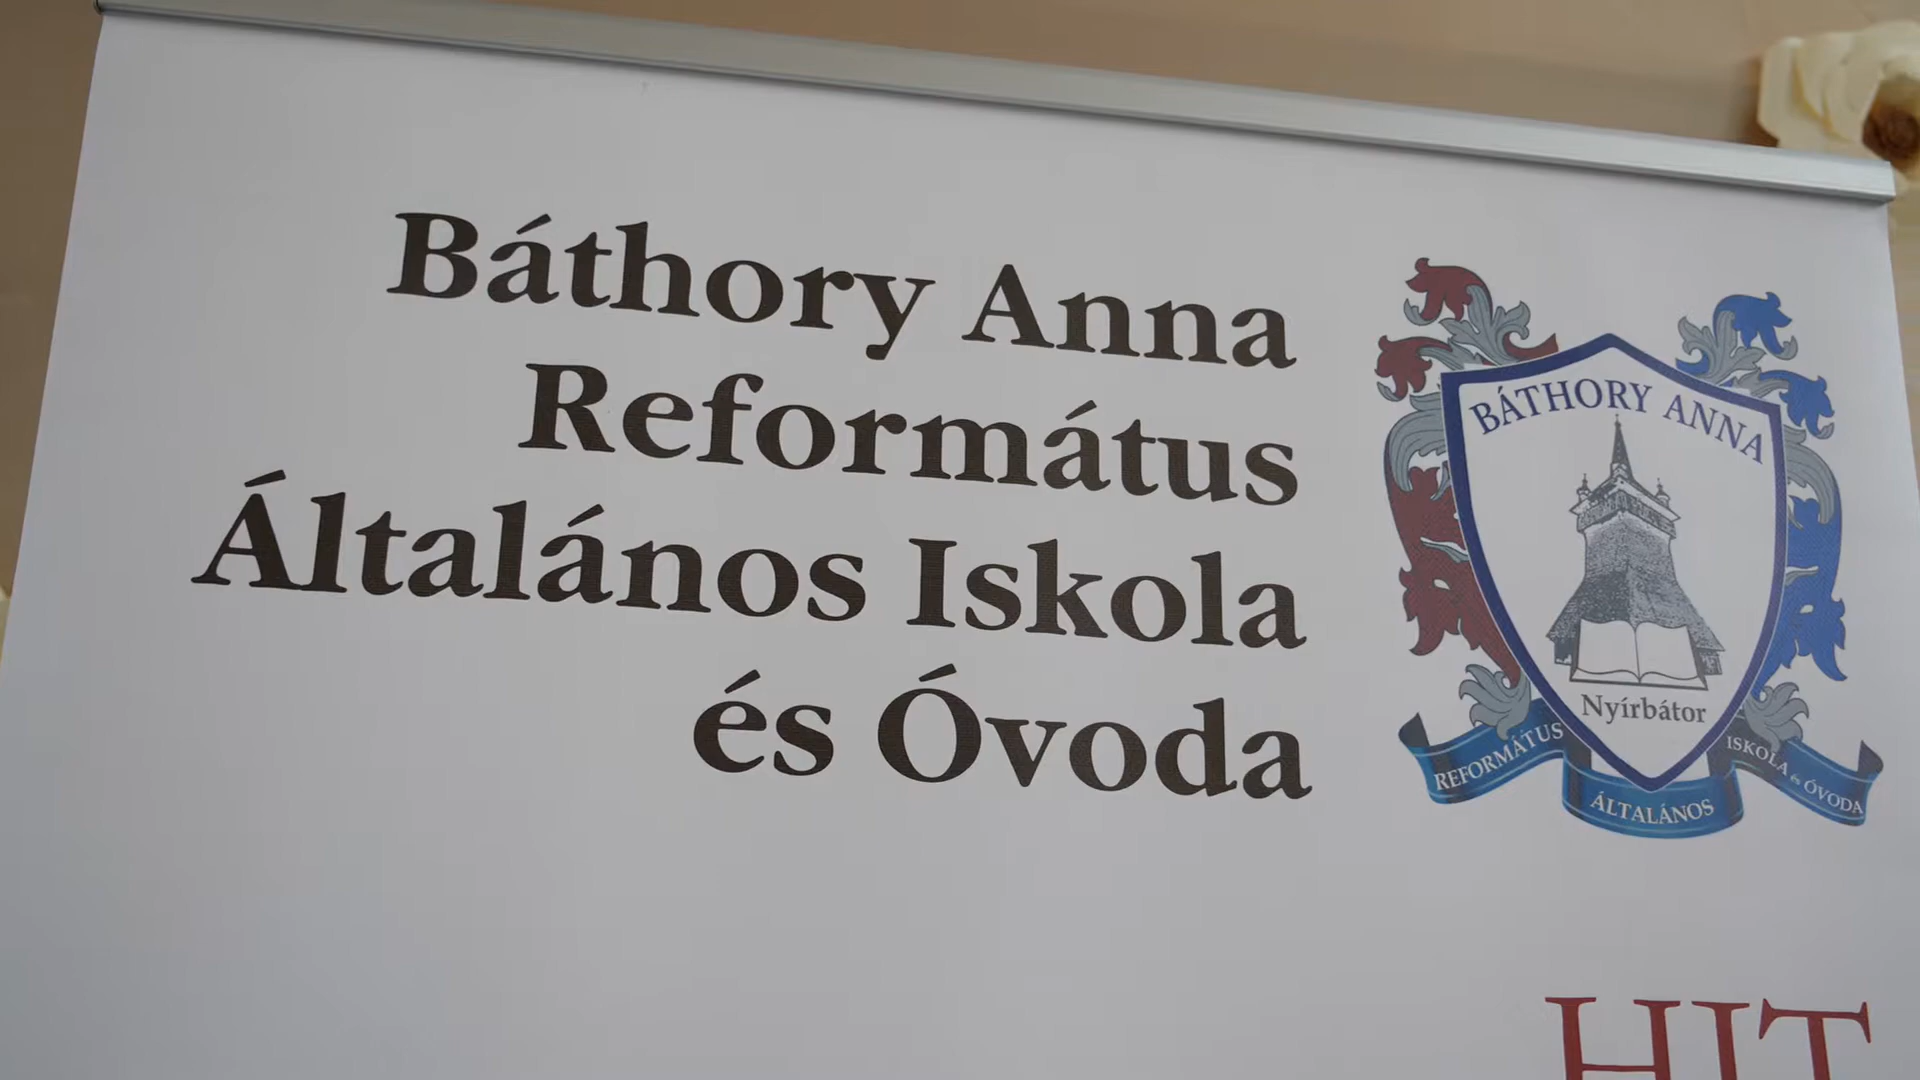 Báthory Anna
Református
Általános Iskola
és Óvoda
BÁTHORY ANNA
Nyírbátor
REFORMÁTUS
ÁLTALÁNOS
ISKOLA és ÓVODA
HIT